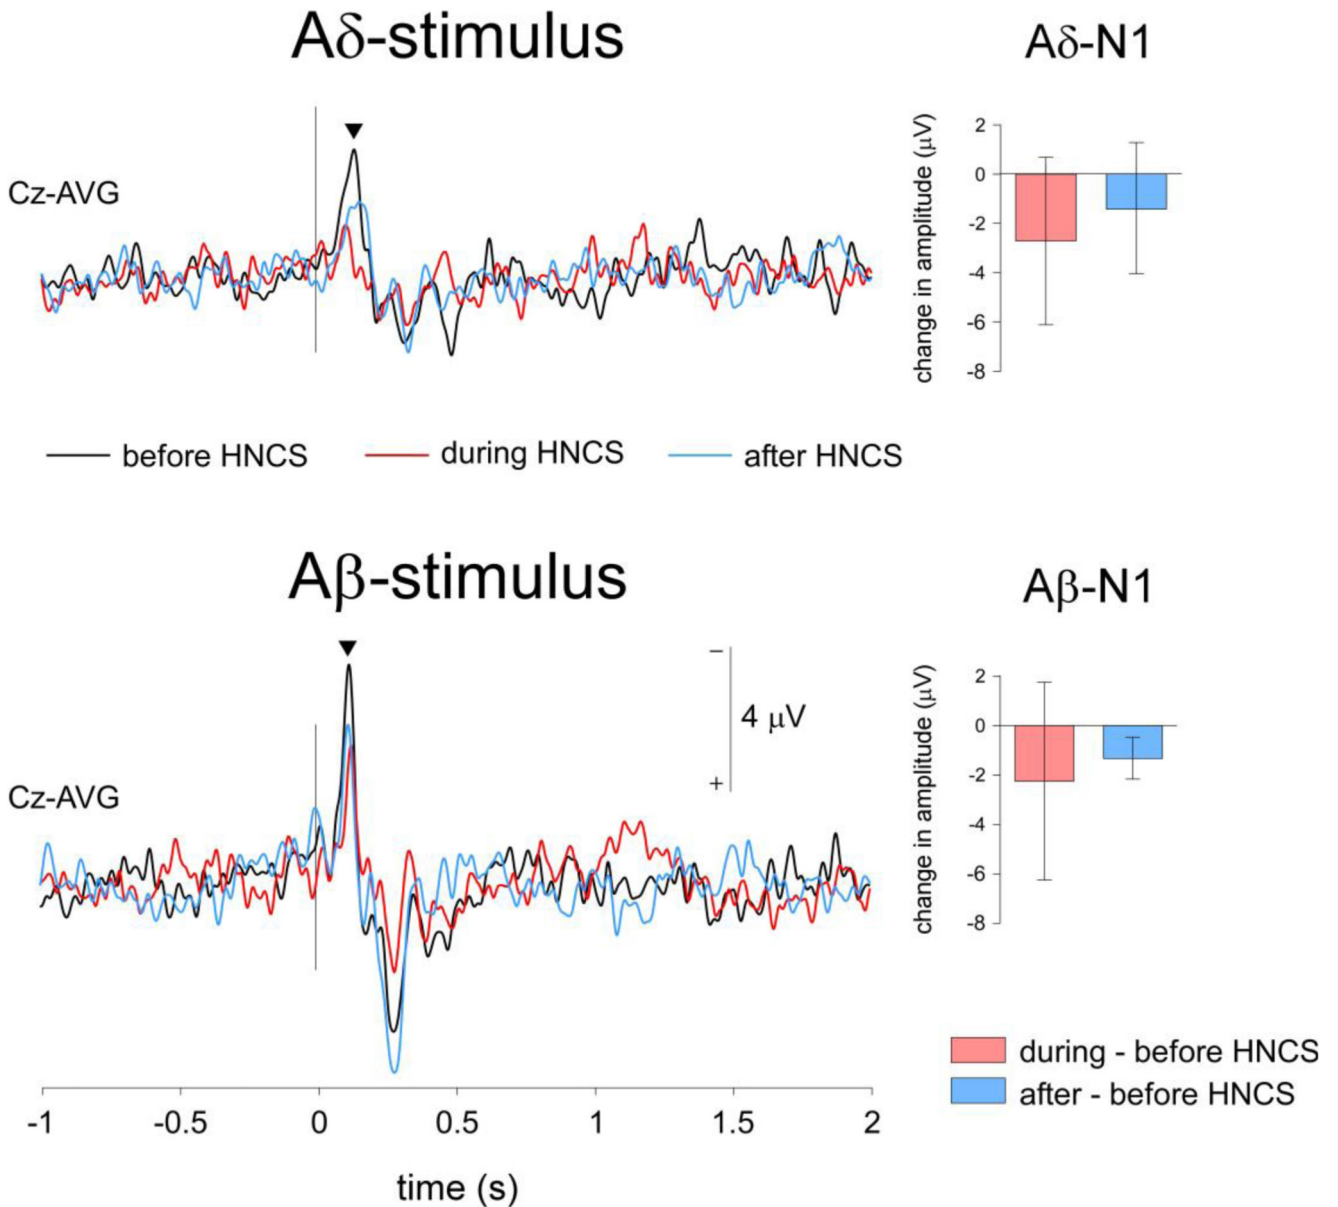 Aδ-stimulus
Aδ-N1
Cz-AVG
change in amplitude (μV)
2
0
-2
-4
-6
-8
before HNCS
during HNCS
after HNCS
Aβ-stimulus
Aβ-N1
Cz-AVG
−
4 μV
+
change in amplitude (μV)
2
0
-2
-4
-6
-8
during - before HNCS
after - before HNCS
-1 -0.5 0 0.5 1 1.5 2
time (s)